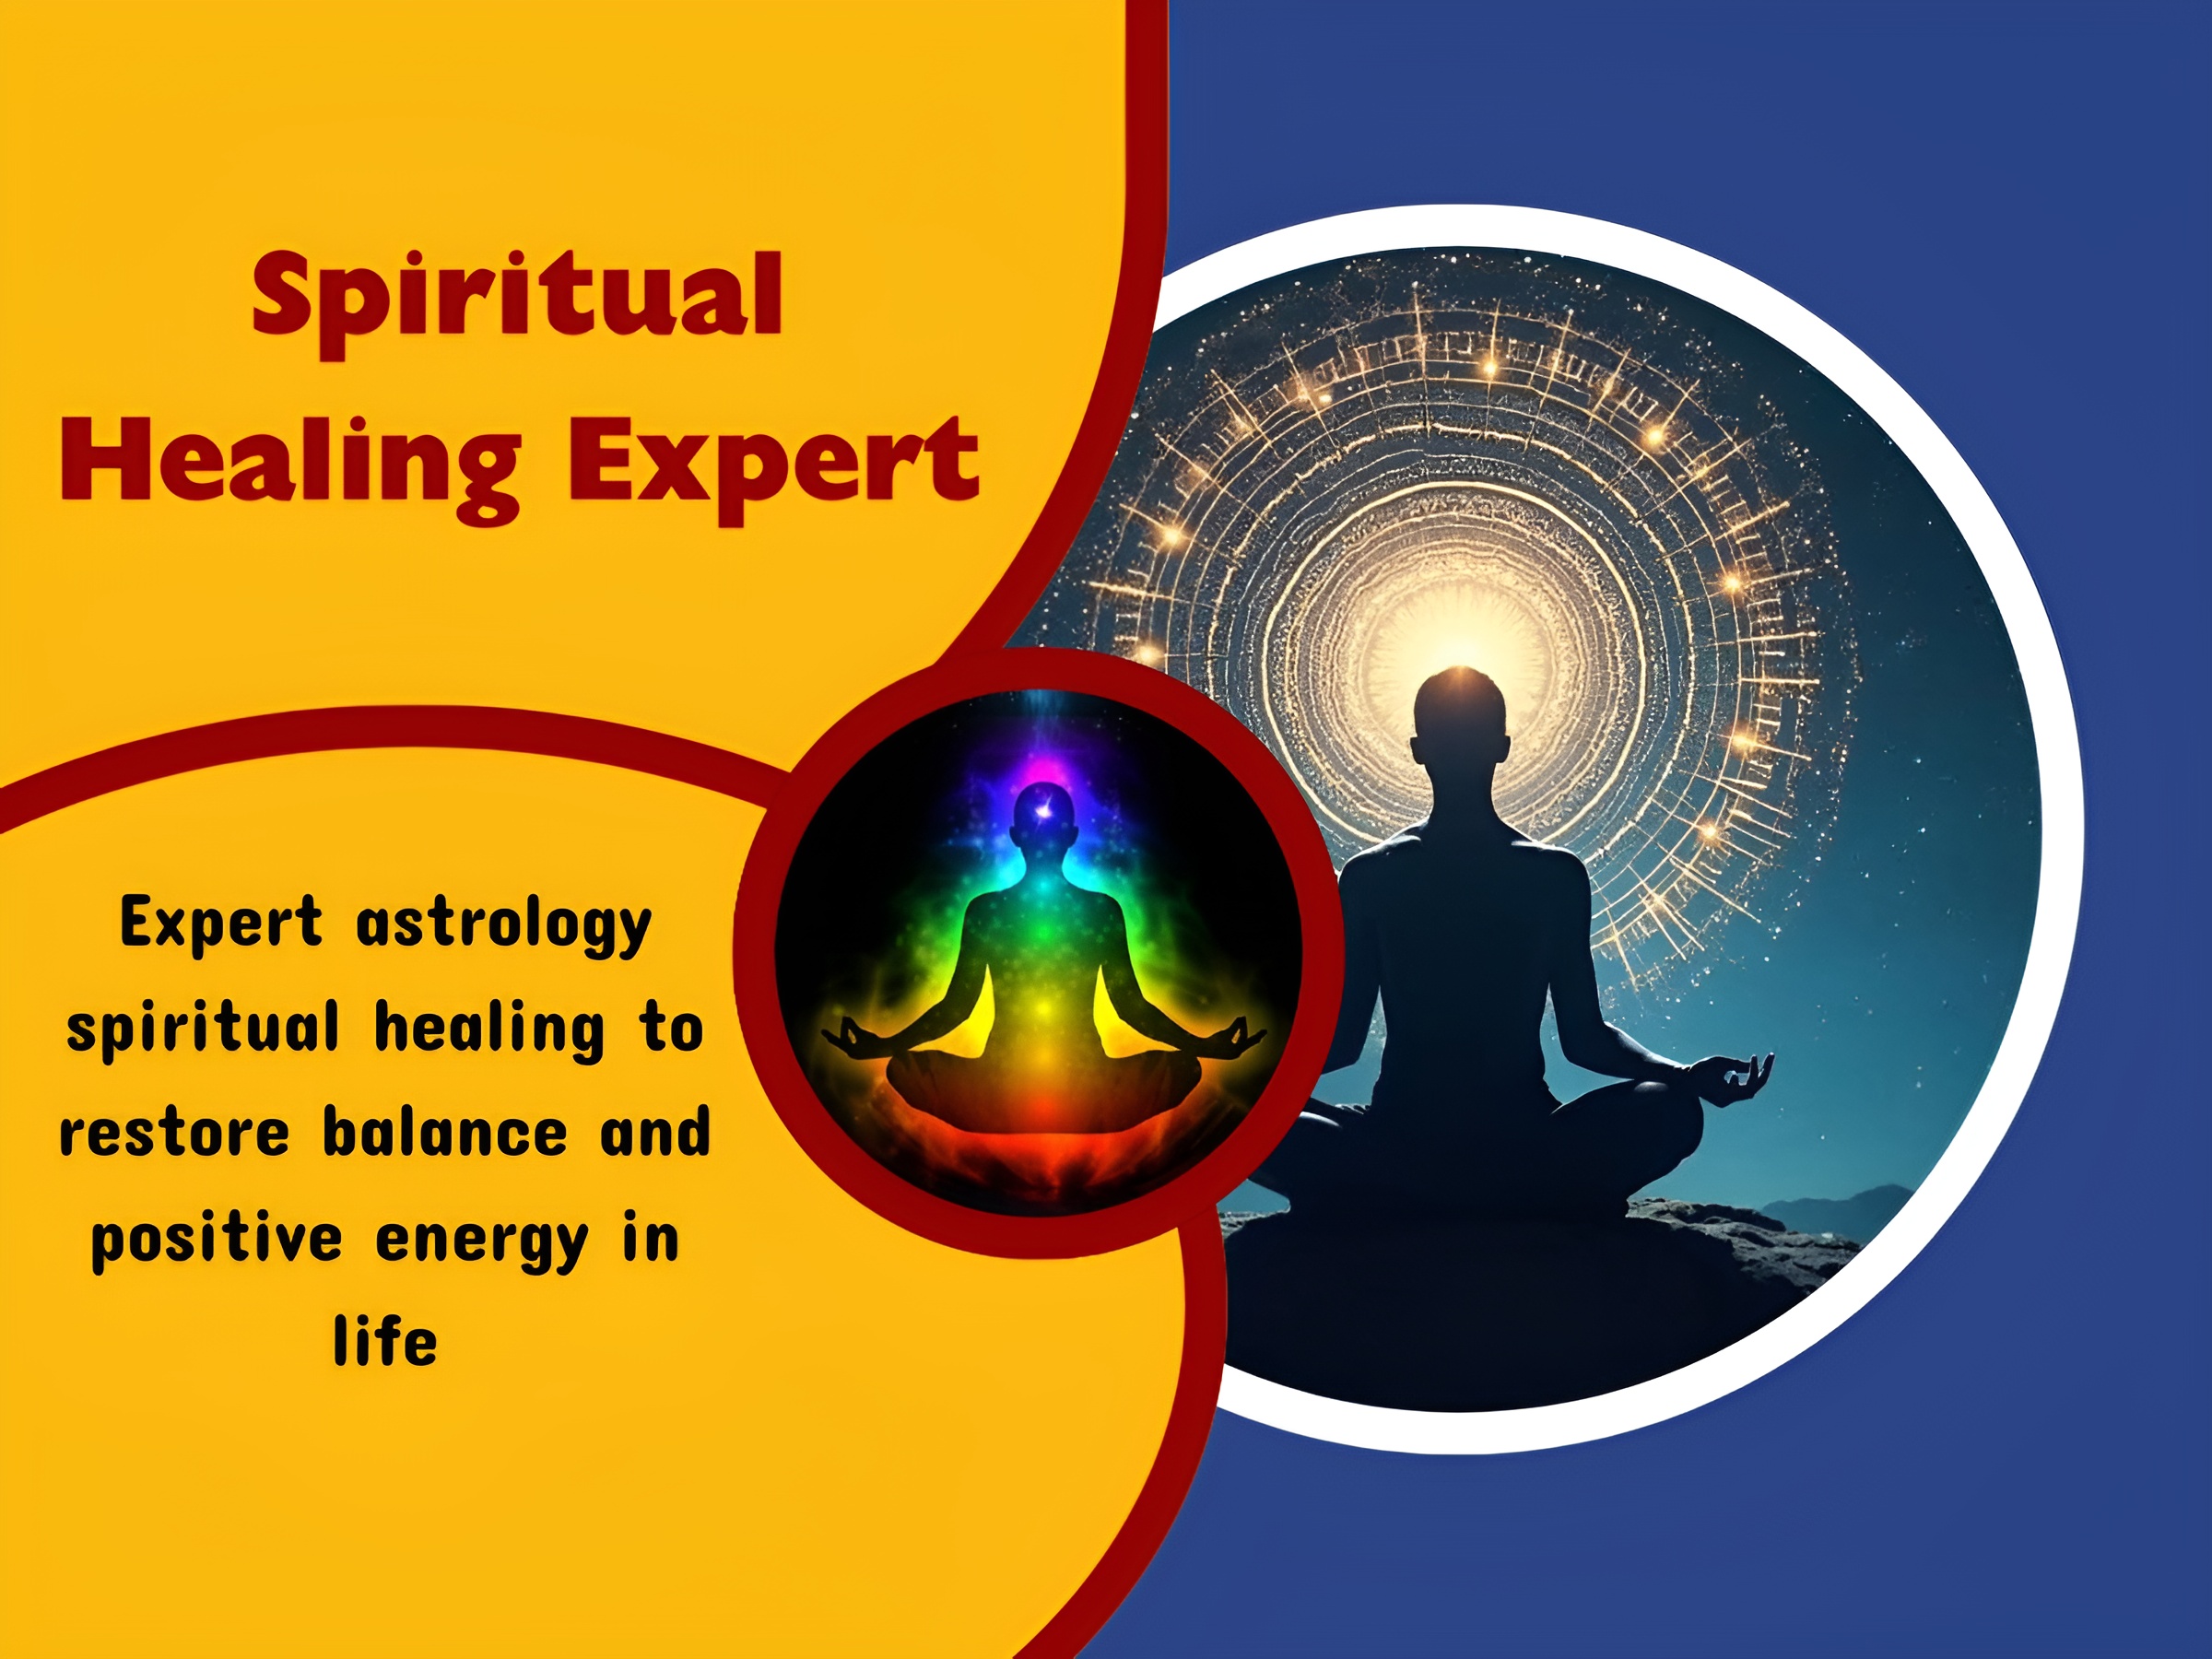 Spiritual
Healing Expert
Expert astrology
spiritual healing to
restore balance and
positive energy in
life